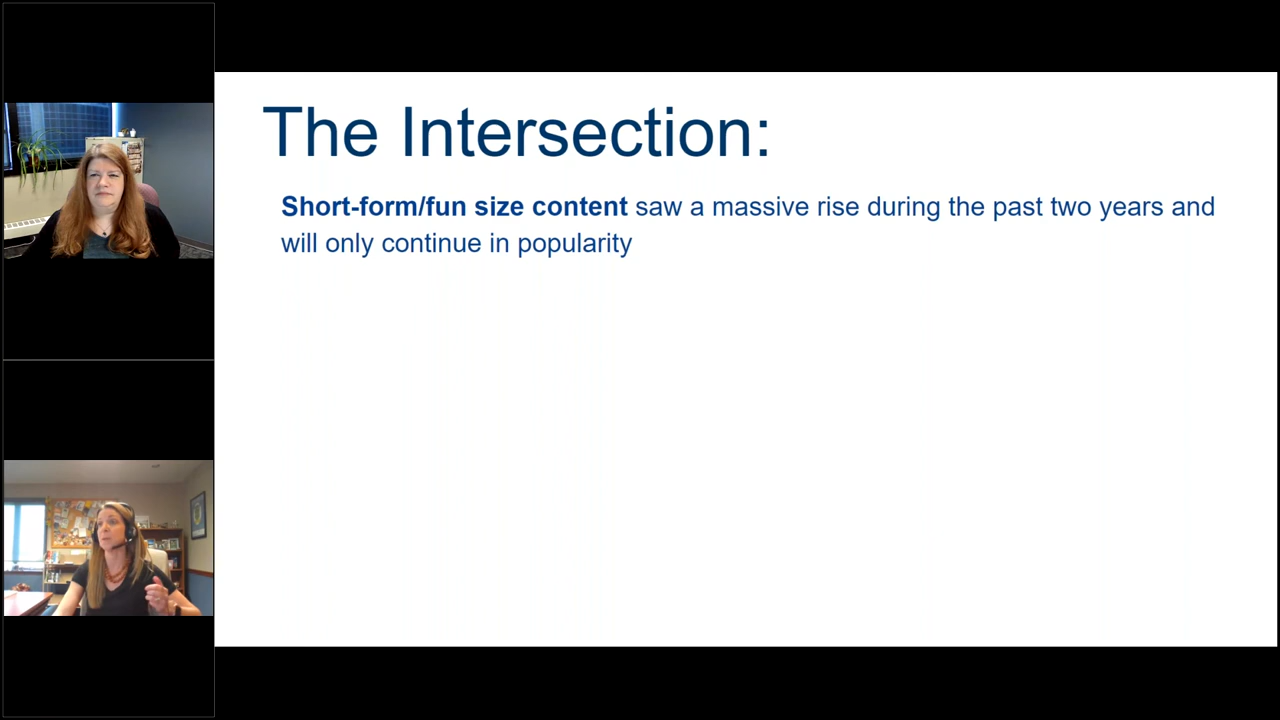 The Intersection:
Short-form/fun size content saw a massive rise during the past two years and
will only continue in popularity